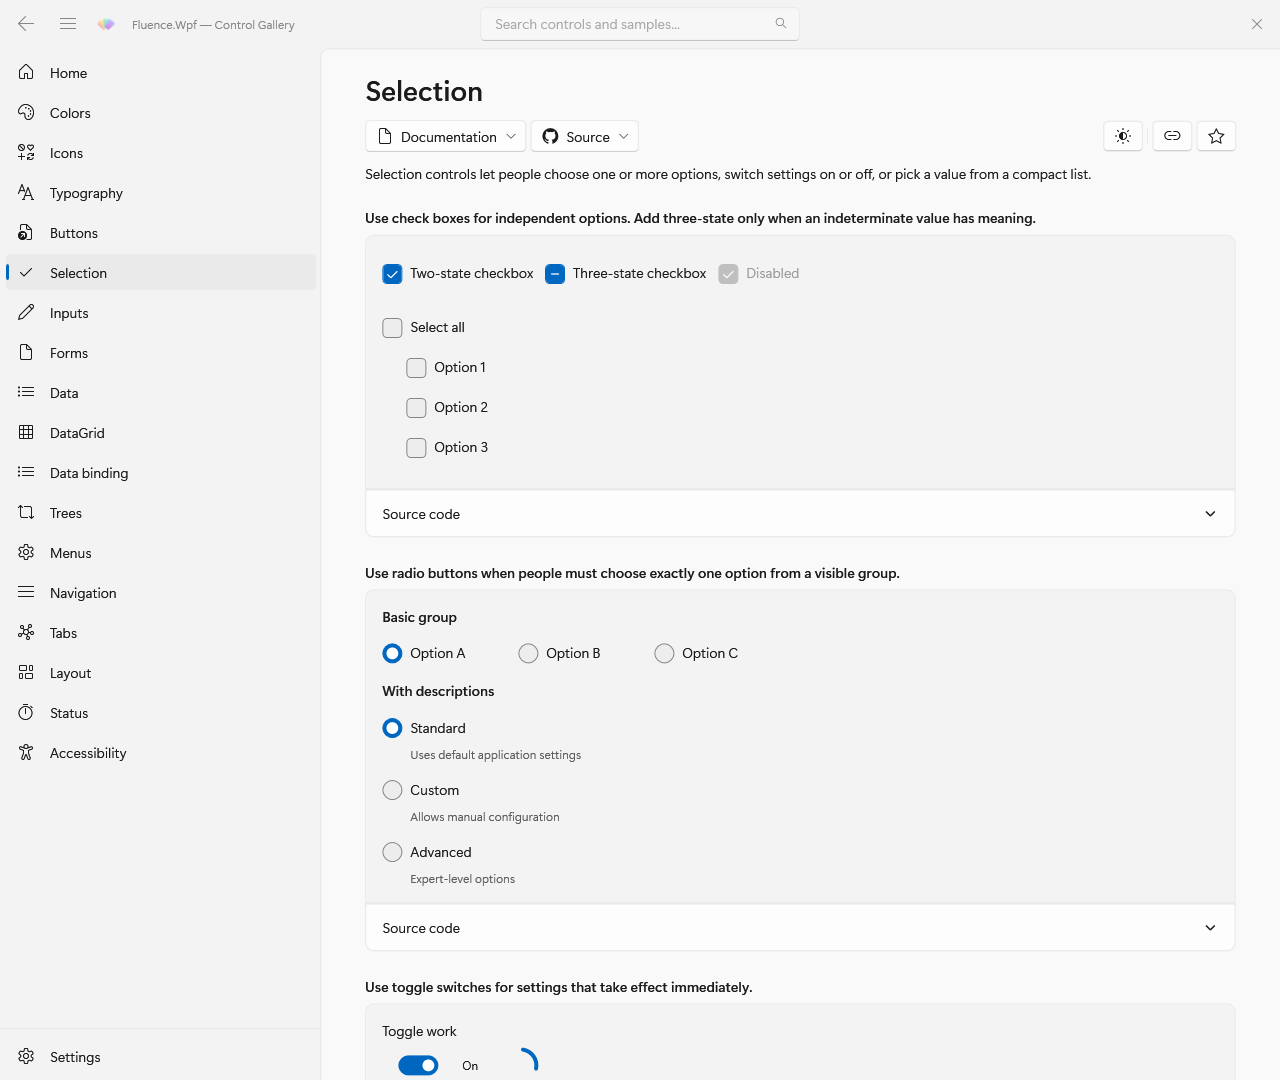 Fluence.Wpf — Control Gallery
Search controls and samples...
Home
Colors
Icons
Typography
Buttons
Selection
Inputs
Forms
Data
DataGrid
Data binding
Trees
Menus
Navigation
Tabs
Layout
Status
Accessibility
Settings
Selection
Documentation
Source
Selection controls let people choose one or more options, switch settings on or off, or pick a value from a compact list.
Use check boxes for independent options. Add three-state only when an indeterminate value has meaning.
Two-state checkbox
Three-state checkbox
Disabled
Select all
Option 1
Option 2
Option 3
Source code
Use radio buttons when people must choose exactly one option from a visible group.
Basic group
Option A
Option B
Option C
With descriptions
Standard
Uses default application settings
Custom
Allows manual configuration
Advanced
Expert-level options
Source code
Use toggle switches for settings that take effect immediately.
Toggle work
On